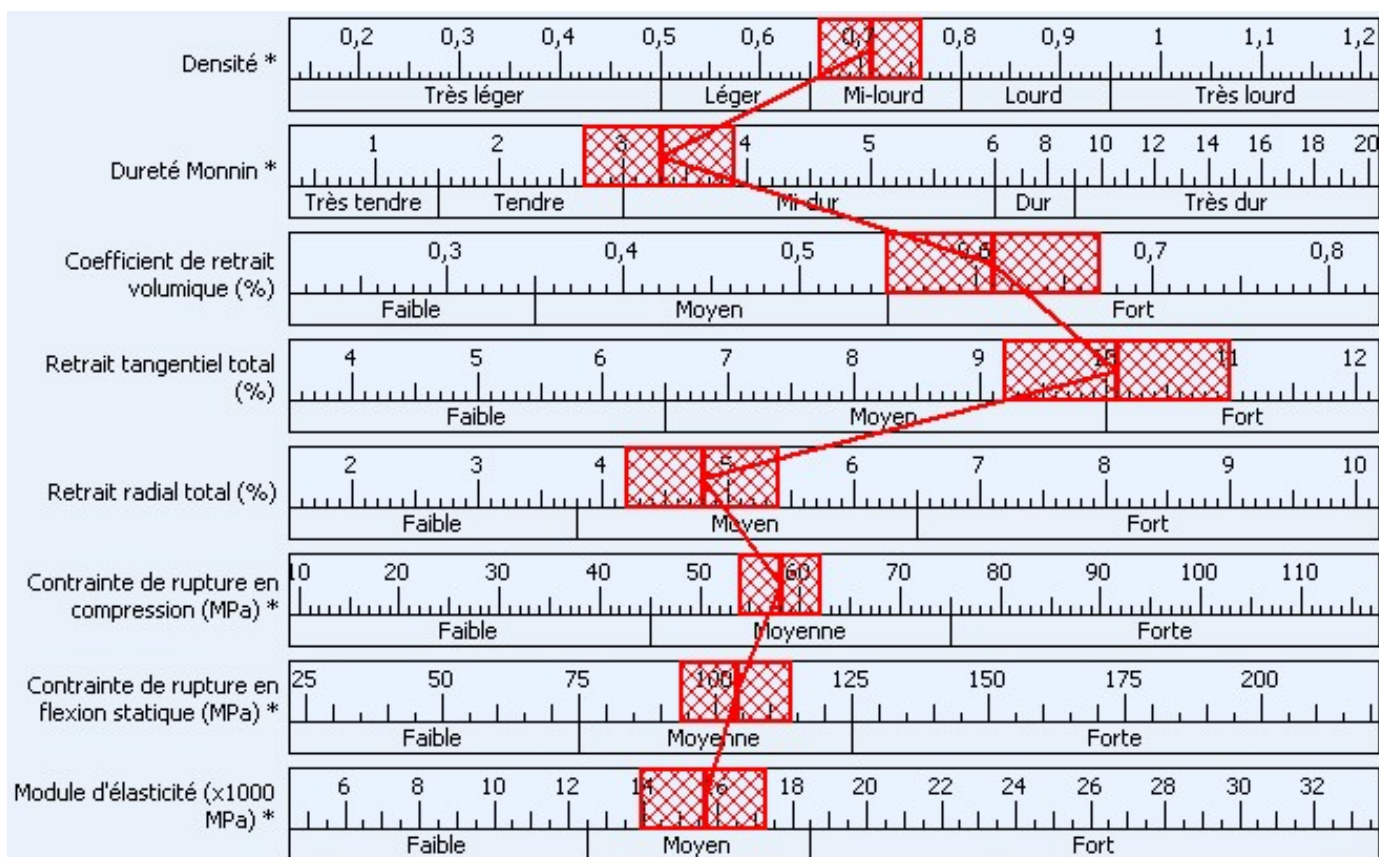 0,2 0,3 0,4 0,5 0,6 0,7 0,8 0,9 1 1,1 1,2
Densité *
Très léger Léger Mi-lourd Lourd Très lourd
1 2 3 4 5 6 8 10 12 14 16 18 20
Dureté Monnin *
Très tendre Tendre Mi-dur Dur Très dur
0,3 0,4 0,5 0,6 0,7 0,8
Coefficient de retrait
volumique (%)
Faible Moyen Fort
4 5 6 7 8 9 10 11 12
Retrait tangentiel total
(%)
Faible Moyen Fort
2 3 4 5 6 7 8 9 10
Retrait radial total (%)
Faible Moyen Fort
10 20 30 40 50 60 70 80 90 100 110
Contrainte de rupture en
compression (MPa) *
Faible Moyenne Forte
25 50 75 100 125 150 175 200
Contrainte de rupture en
flexion statique (MPa) *
Faible Moyenne Forte
6 8 10 12 14 16 18 20 22 24 26 28 30 32
Module d'élasticité (x1000
MPa) *
Faible Moyen Fort